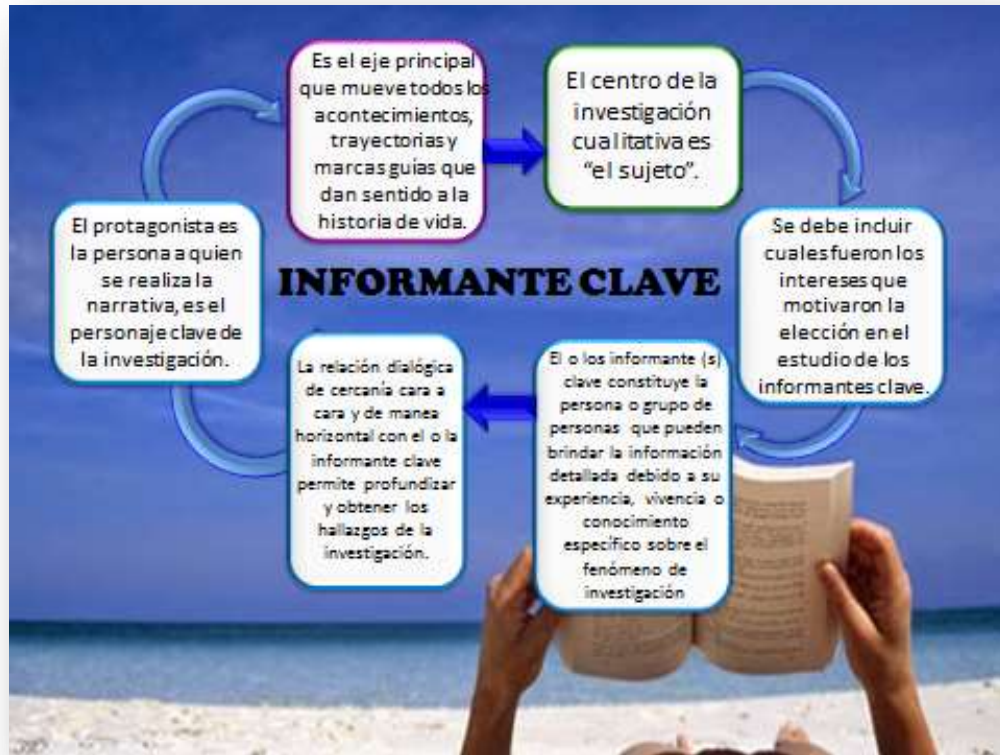 Es el eje principal
que mueve todos los
acontecimientos,
trayectorias y
marcas guías que
dan sentido a la
historia de vida.
El centro de la
investigación
cualitativa es
"el sujeto".
Se debe incluir
cuales fueron los
intereses que
motivaron la
elección en el
estudio de los
informantes clave.
El o los informante (s)
clave constituye la
persona o grupo de
personas que pueden
brindar la información
detallada debido a su
experiencia, vivencia o
conocimiento
específico sobre el
fenómeno de
investigación
La relación dialógica
de cercanía cara a
cara y de manea
horizontal con el o la
informante clave
permite profundizar
y obtener los
hallazgos de la
investigación.
El protagonista es
la persona a quien
se realiza la
narrativa, es el
personaje clave de
la investigación.
INFORMANTE CLAVE